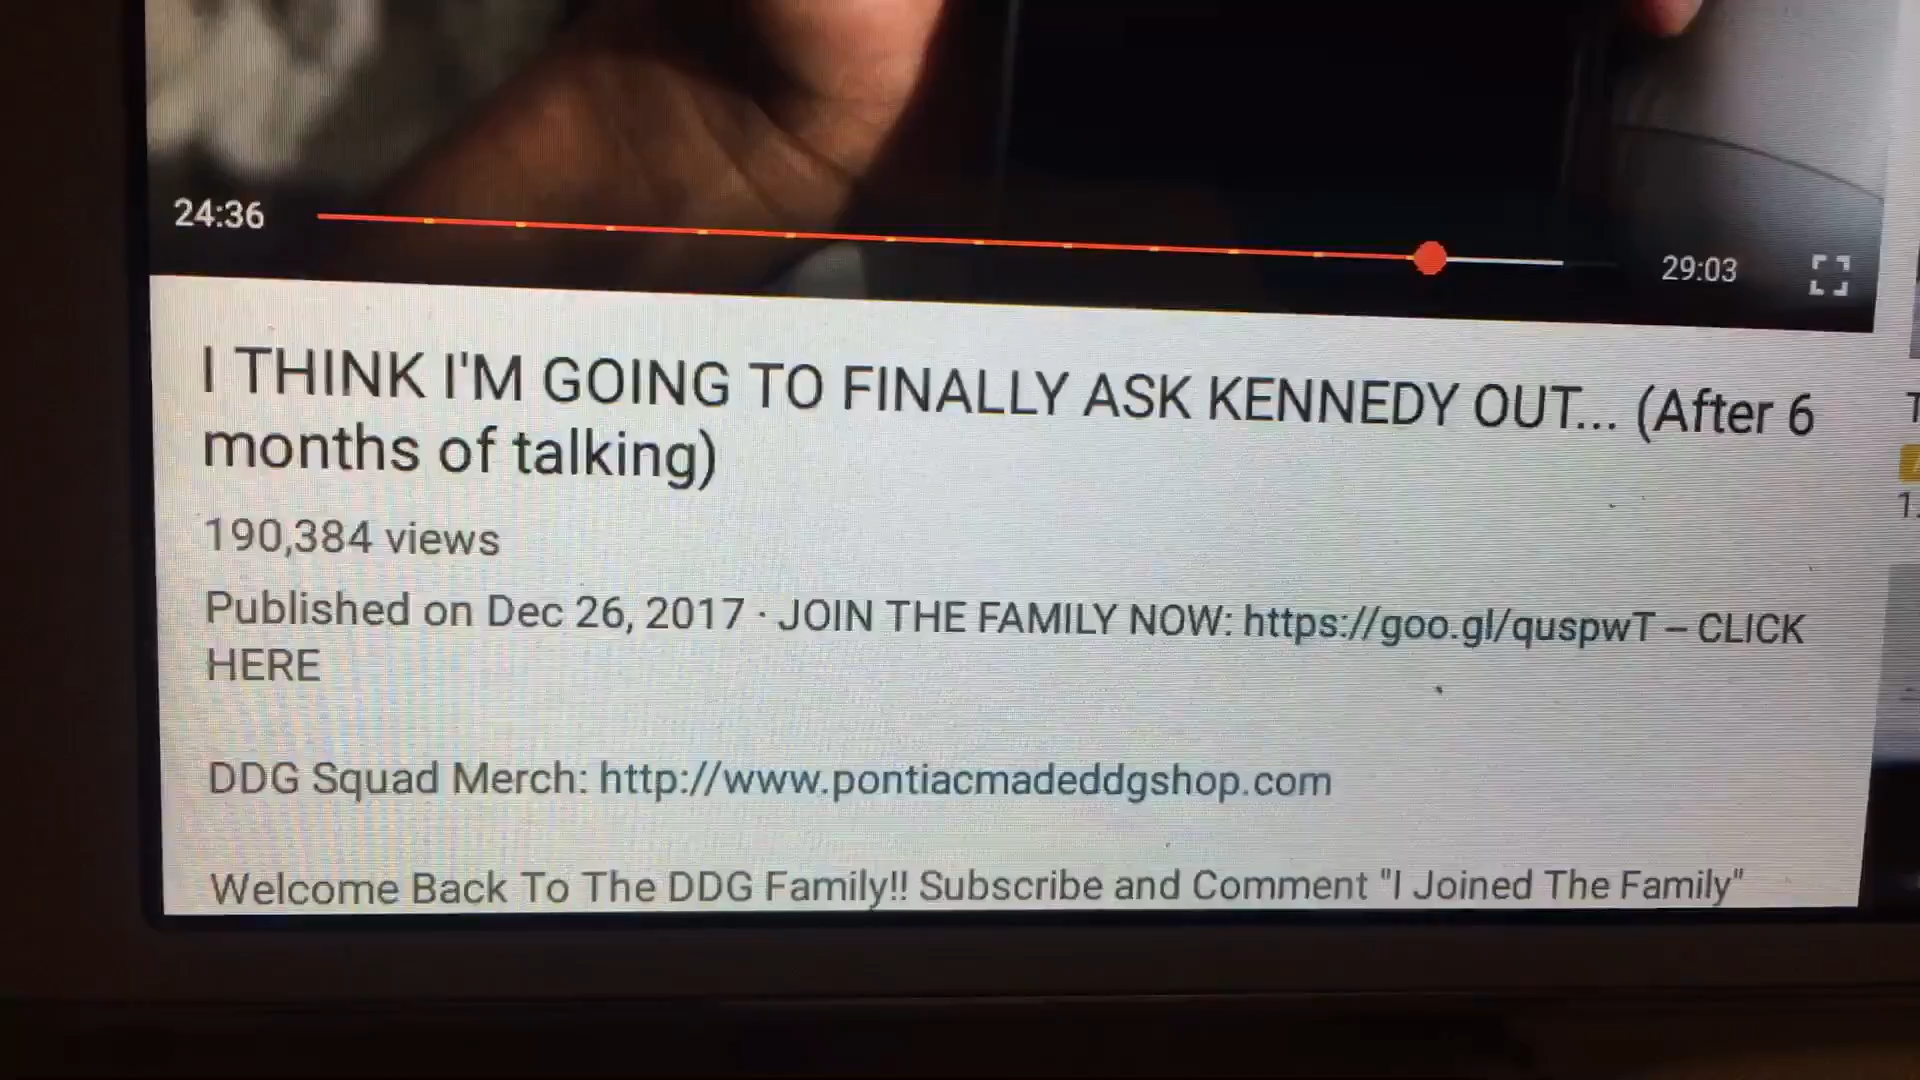 24:36
29:03
I THINK I'M GOING TO FINALLY ASK KENNEDY OUT... (After 6
months of talking)
190,384 views
Published on Dec 26, 2017 · JOIN THE FAMILY NOW: https://goo.gl/quspwT – CLICK
HERE
DDG Squad Merch: http://www.pontiacmadeddgshop.com
Welcome Back To The DDG Family!! Subscribe and Comment "I Joined The Family"